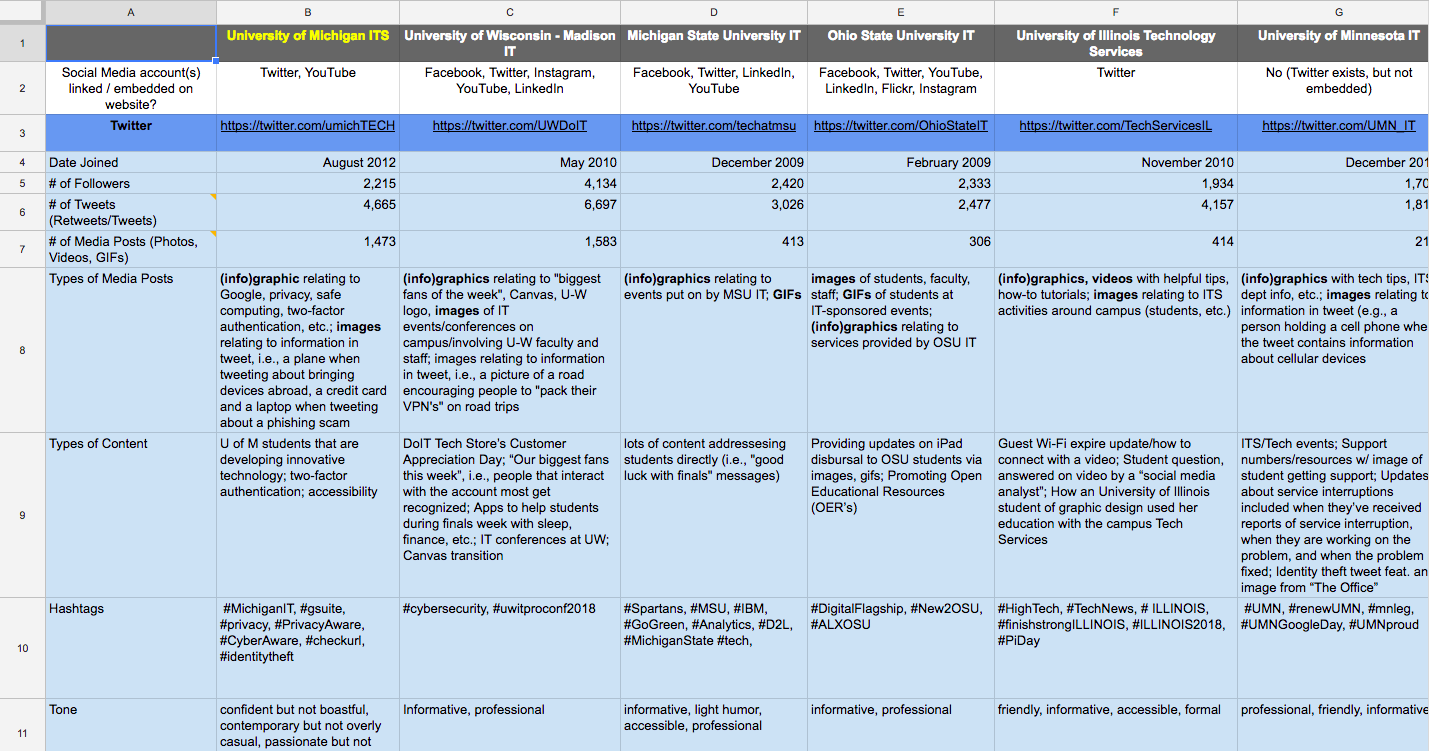 A B C D E F G
1 University of Michigan ITS University of Wisconsin - Madison IT Michigan State University IT Ohio State University IT University of Illinois Technology Services University of Minnesota IT
2 Social Media account(s) linked / embedded on website? Twitter, YouTube Facebook, Twitter, Instagram, YouTube, LinkedIn Facebook, Twitter, LinkedIn, YouTube Facebook, Twitter, YouTube, LinkedIn, Flickr, Instagram Twitter No (Twitter exists, but not embedded)
3 Twitter https://twitter.com/umichTECH https://twitter.com/UWDoIT https://twitter.com/techatmsu https://twitter.com/OhioStateIT https://twitter.com/TechServicesIL https://twitter.com/UMN_IT
4 Date Joined August 2012 May 2010 December 2009 February 2009 November 2010 December 201
5 # of Followers 2,215 4,134 2,420 2,333 1,934 1,70
6 # of Tweets (Retweets/Tweets) 4,665 6,697 3,026 2,477 4,157 1,81
7 # of Media Posts (Photos, Videos, GIFs) 1,473 1,583 413 306 414 21
8 Types of Media Posts
(info)graphic relating to
Google, privacy, safe
computing, two-factor
authentication, etc.; images
relating to information in
tweet, i.e., a plane when
tweeting about bringing
devices abroad, a credit card
and a laptop when tweeting
about a phishing scam
(info)graphics relating to "biggest
fans of the week", Canvas, U-W
logo, images of IT
events/conferences on
campus/involving U-W faculty and
staff; images relating to information
in tweet, i.e., a picture of a road
encouraging people to "pack their
VPN's" on road trips
(info)graphics relating to
events put on by MSU IT; GIFs
images of students, faculty,
staff; GIFs of students at
IT-sponsored events;
(info)graphics relating to
services provided by OSU IT
(info)graphics, videos with helpful tips,
how-to tutorials; images relating to ITS
activities around campus (students, etc.)
(info)graphics with tech tips, ITS
dept info, etc.; images relating to
information in tweet (e.g., a
person holding a cell phone whe
the tweet contains information
about cellular devices
9 Types of Content
U of M students that are
developing innovative
technology; two-factor
authentication; accessibility
DoIT Tech Store's Customer
Appreciation Day; "Our biggest fans
this week", i.e., people that interact
with the account most get
recognized; Apps to help students
during finals week with sleep,
finance, etc.; IT conferences at UW;
Canvas transition
lots of content addressesing
students directly (i.e., "good
luck with finals" messages)
Providing updates on iPad
disbursal to OSU students via
images, gifs; Promoting Open
Educational Resources
(OER's)
Guest Wi-Fi expire update/how to
connect with a video; Student question,
answered on video by a “social media
analyst”; How an University of Illinois
student of graphic design used her
education with the campus Tech
Services
ITS/Tech events; Support
numbers/resources w/ image of
student getting support; Updates
about service interruptions
included when they’ve received
reports of service interruption,
when they are working on the
problem, and when the problem
fixed; Identity theft tweet feat. an
image from “The Office”
10 Hashtags
#MichiganIT, #gsuite,
#privacy, #PrivacyAware,
#CyberAware, #checkurl,
#identitytheft
#cybersecurity, #uwitproconf2018
#Spartans, #MSU, #IBM,
#GoGreen, #Analytics, #D2L,
#MichiganState #tech,
#DigitalFlagship, #New2OSU,
#ALXOSU
#HighTech, #TechNews, # ILLINOIS,
#finishstrongILLINOIS, #ILLINOIS2018,
#PiDay
#UMN, #renewUMN, #mnleg,
#UMNGoogleDay, #UMNproud
11 Tone
confident but not boastful,
contemporary but not overly
casual, passionate but not
Informative, professional
informative, light humor,
accessible, professional
informative, professional
friendly, informative, accessible, formal
professional, friendly, informative